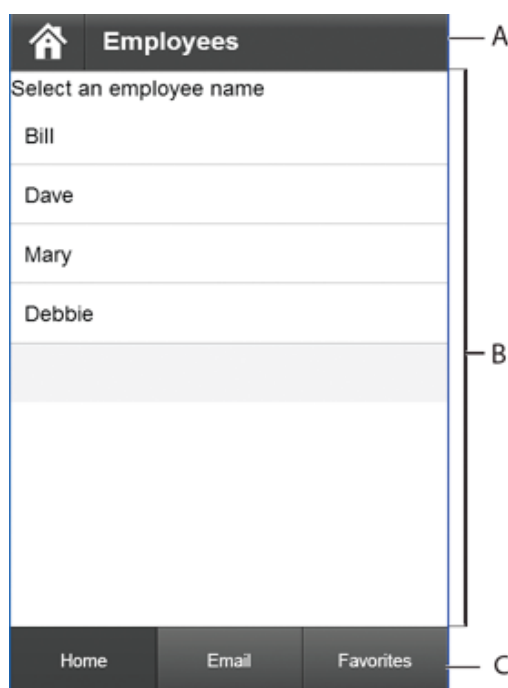 Employees
A
Select an employee name
Bill
Dave
Mary
Debbie
B
Home Email Favorites
C